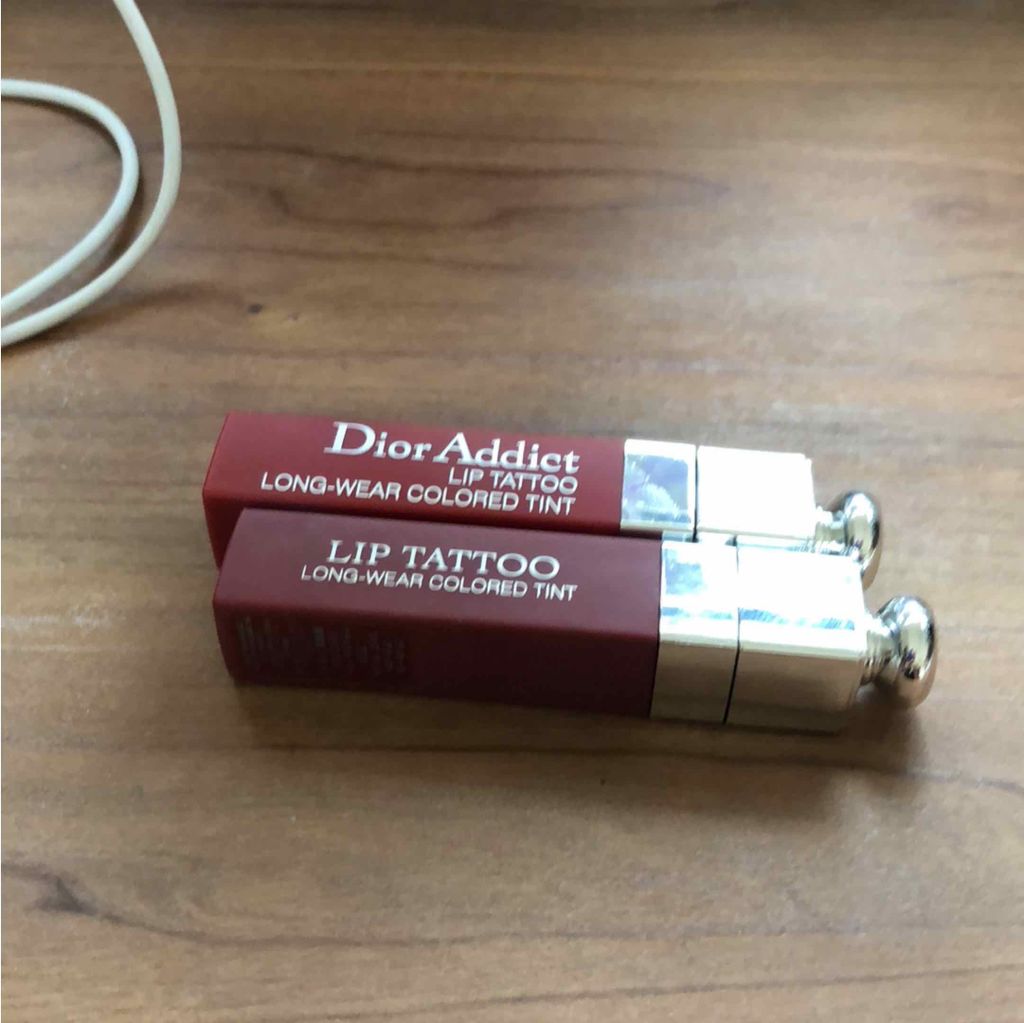 Dior Addict
LIP TATTOO
LONG-WEAR COLORED TINT
LIP TATTOO
LONG-WEAR COLORED TINT